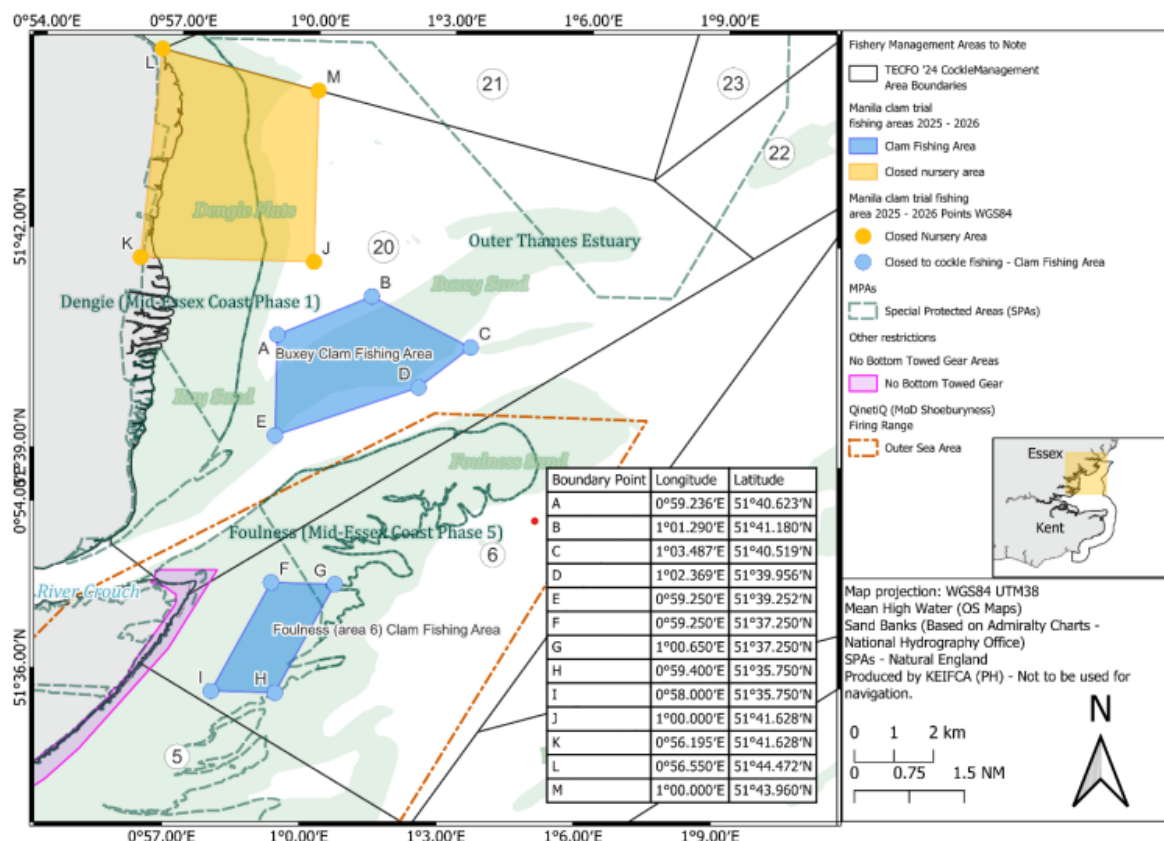 0°54.00′E 0°57.00′E 1°0.00′E 1°3.00′E 1°6.00′E 1°9.00′E
L
M
21
23
22
Dengie Flats
51°42.00′N
K
J
20
Outer Thames Estuary
B
Buxey Sand
Dengie (Mid-Essex Coast Phase 1)
A
C
Buxey Clam Fishing Area
D
Ray Sand
E
51°39.00′N
Foulness Sand
0°54.00′E
Foulness (Mid-Essex Coast Phase 5)
6
River Crouch
F
G
Foulness (area 6) Clam Fishing Area
51°36.00′N
I
H
5
0°57.00′E 1°0.00′E 1°3.00′E 1°6.00′E 1°9.00′E
Boundary Point Longitude Latitude
A 0°59.236′E 51°40.623′N
B 1°01.290′E 51°41.180′N
C 1°03.487′E 51°40.519′N
D 1°02.369′E 51°39.956′N
E 0°59.250′E 51°39.252′N
F 0°59.250′E 51°37.250′N
G 1°00.650′E 51°37.250′N
H 0°59.400′E 51°35.750′N
I 0°58.000′E 51°35.750′N
J 1°00.000′E 51°41.628′N
K 0°56.195′E 51°41.628′N
L 0°56.550′E 51°44.472′N
M 1°00.000′E 51°43.960′N
Fishery Management Areas to Note
TECFO '24 CockleManagement
Area Boundaries
Manila clam trial
fishing areas 2025 - 2026
Clam Fishing Area
Closed nursery area
Manila clam trial fishing
area 2025 - 2026 Points WGS84
Closed Nursery Area
Closed to cockle fishing - Clam Fishing Area
MPAs
Special Protected Areas (SPAs)
Other restrictions
No Bottom Towed Gear Areas
No Bottom Towed Gear
QinetiQ (MoD Shoeburyness)
Firing Range
Outer Sea Area
Essex
Kent
Map projection: WGS84 UTM38
Mean High Water (OS Maps)
Sand Banks (Based on Admiralty Charts -
National Hydrography Office)
SPAs - Natural England
Produced by KEIFCA (PH) - Not to be used for
navigation.
N
0 1 2 km
0 0.75 1.5 NM